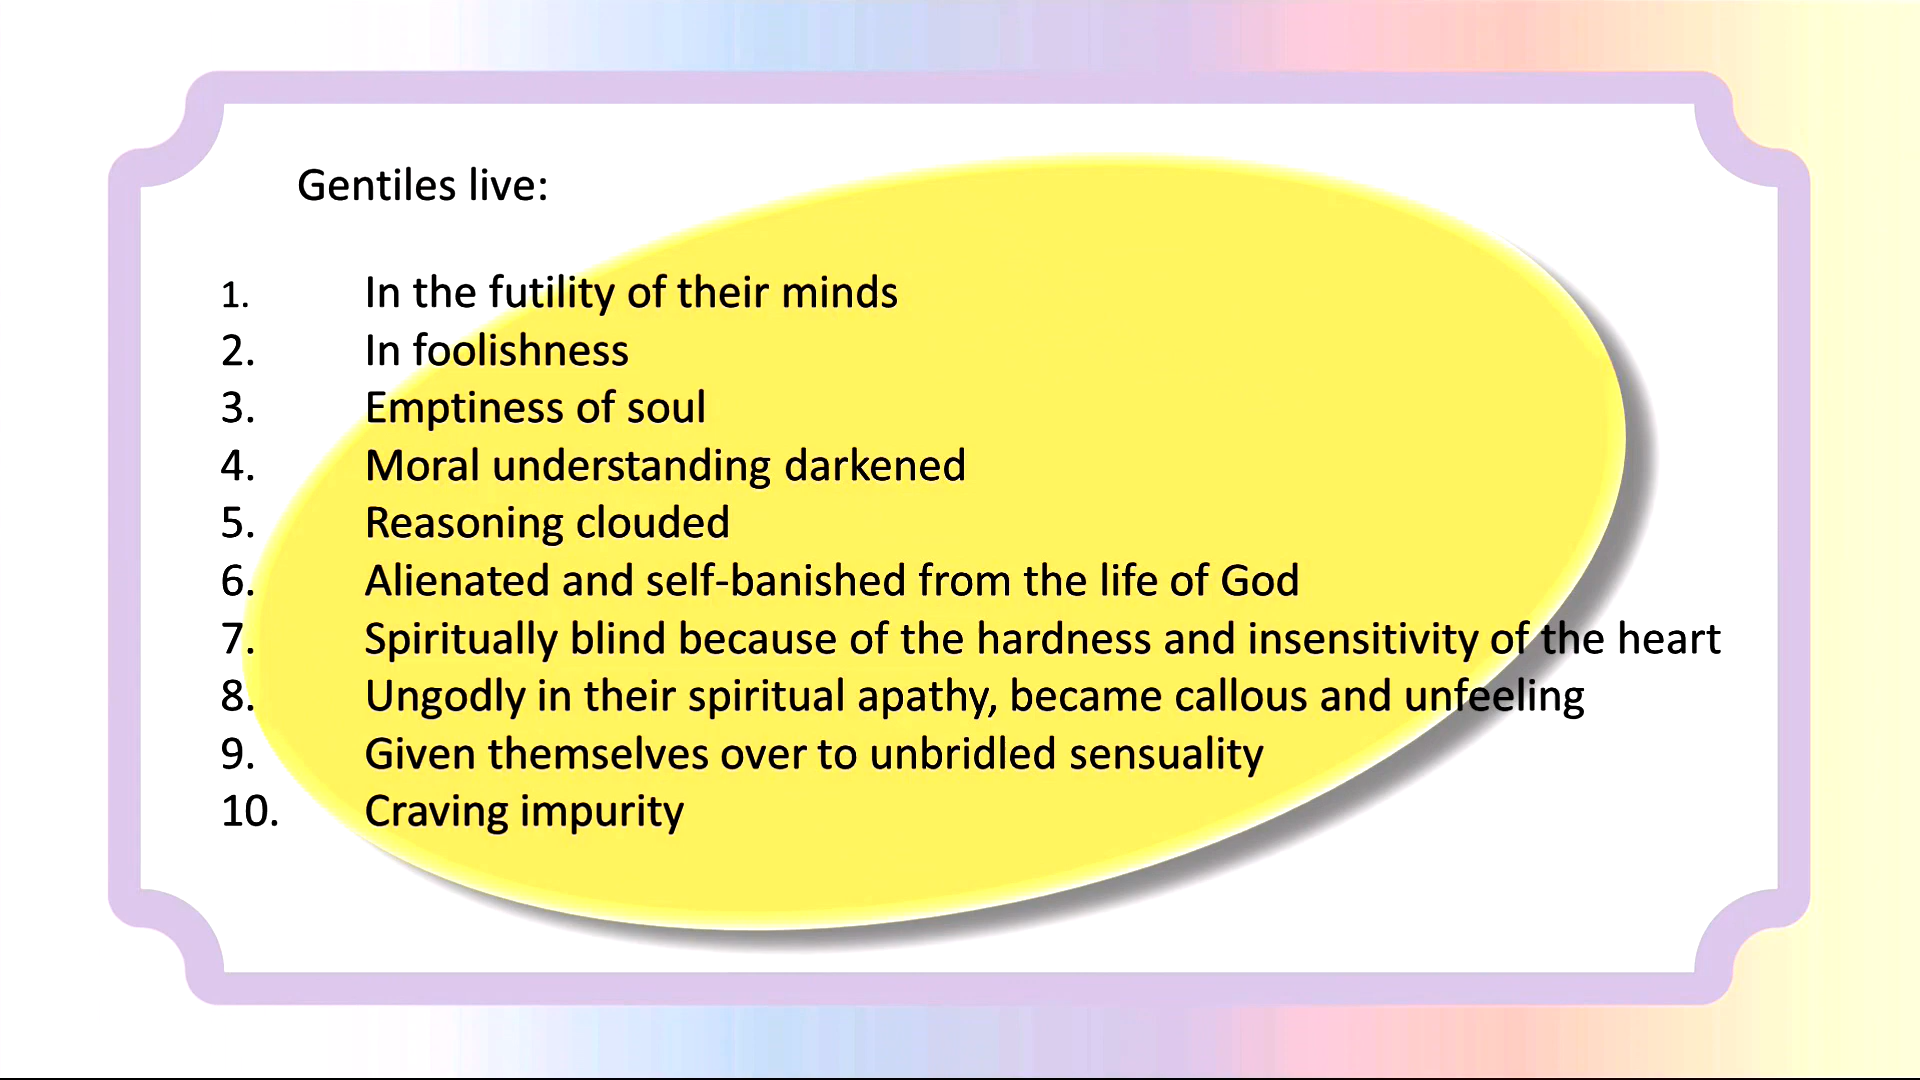 Gentiles live:
1. In the futility of their minds
2. In foolishness
3. Emptiness of soul
4. Moral understanding darkened
5. Reasoning clouded
6. Alienated and self-banished from the life of God
7. Spiritually blind because of the hardness and insensitivity of the heart
8. Ungodly in their spiritual apathy, became callous and unfeeling
9. Given themselves over to unbridled sensuality
10. Craving impurity